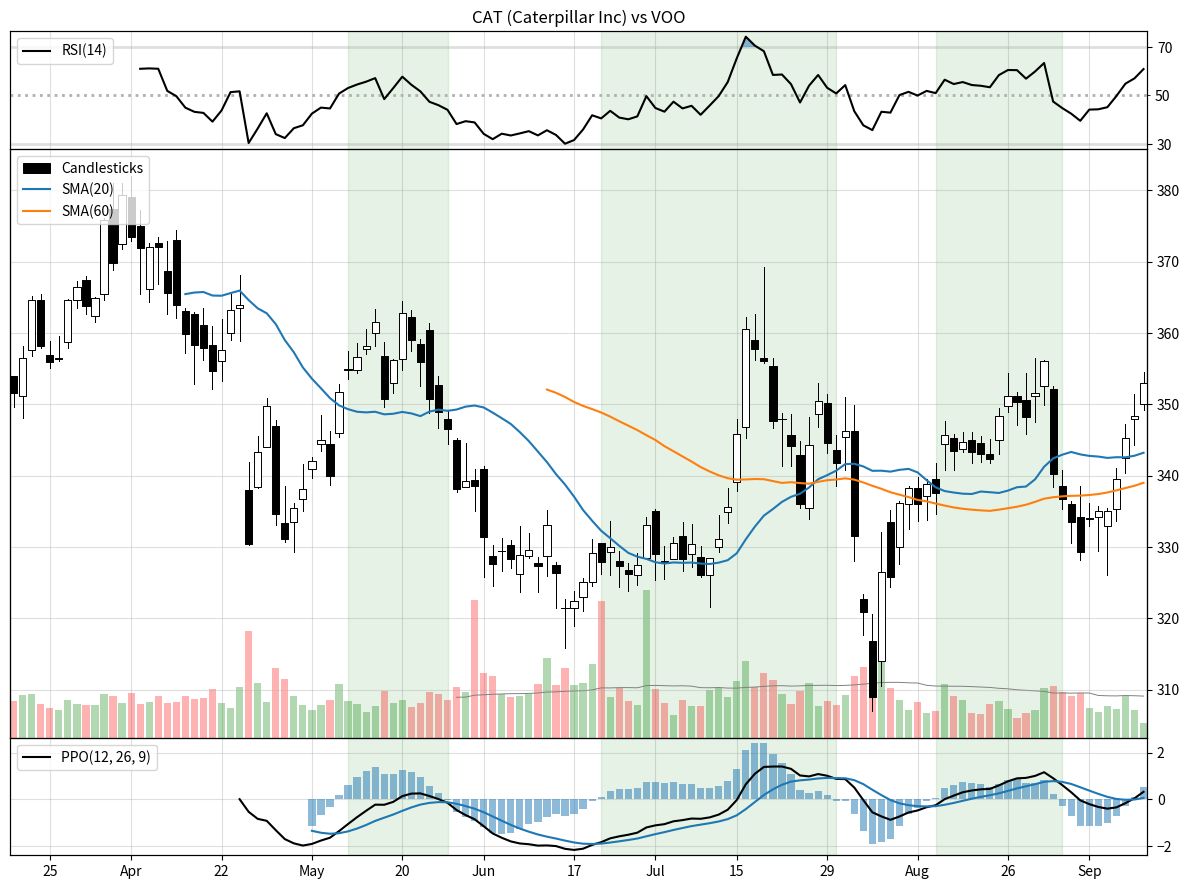 CAT (Caterpillar Inc) vs VOO
RSI(14)
70
50
30
Candlesticks
SMA(20)
SMA(60)
380
370
360
350
340
330
320
310
PPO(12, 26, 9)
2
0
−2
25 Apr 22 May 20 Jun 17 Jul 15 29 Aug 26 Sep